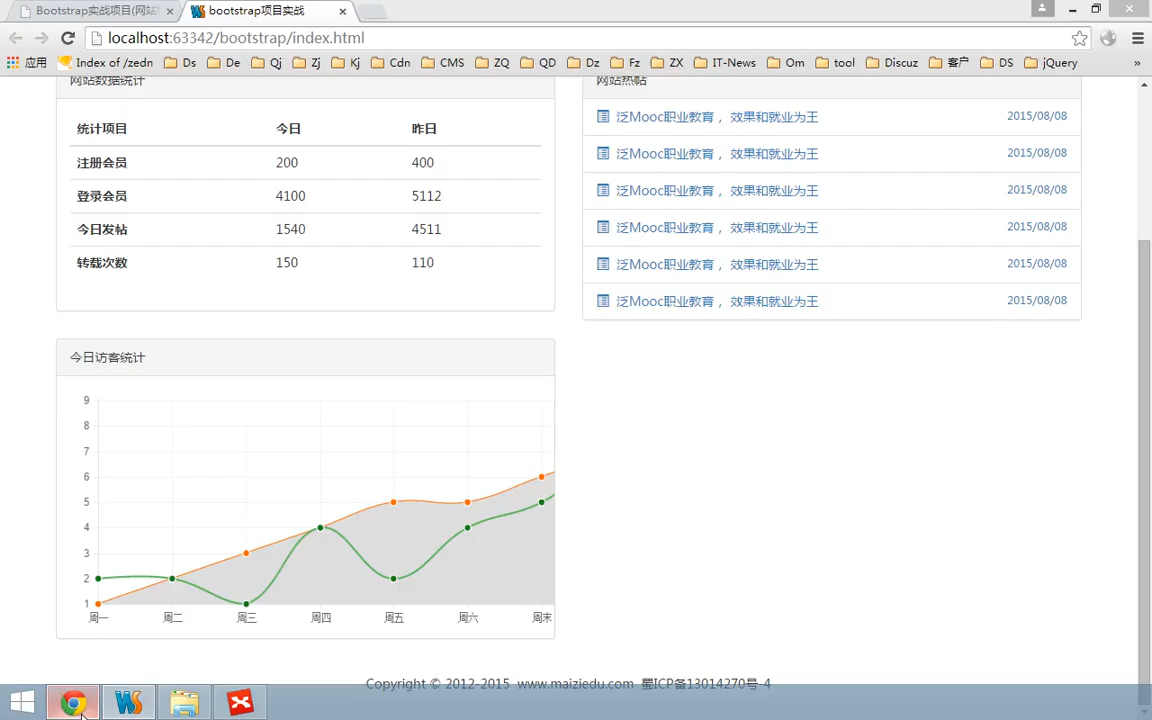 Bootstrap实战项目(网站
bootstrap项目实战
localhost:63342/bootstrap/index.html
应用 Index of /zedn Ds De Qj Zj Kj Cdn CMS ZQ QD Dz Fz ZX IT-News Om tool Discuz 客户 DS jQuery »
网站数据统计
统计项目 今日 昨日
注册会员 200 400
登录会员 4100 5112
今日发帖 1540 4511
转载次数 150 110
网站热帖
泛Mooc职业教育，效果和就业为王 2015/08/08
泛Mooc职业教育，效果和就业为王 2015/08/08
泛Mooc职业教育，效果和就业为王 2015/08/08
泛Mooc职业教育，效果和就业为王 2015/08/08
泛Mooc职业教育，效果和就业为王 2015/08/08
泛Mooc职业教育，效果和就业为王 2015/08/08
今日访客统计
9
8
7
6
5
4
3
2
1
周一 周二 周三 周四 周五 周六 周末
Copyright © 2012-2015 www.maiziedu.com 蜀ICP备13014270号-4